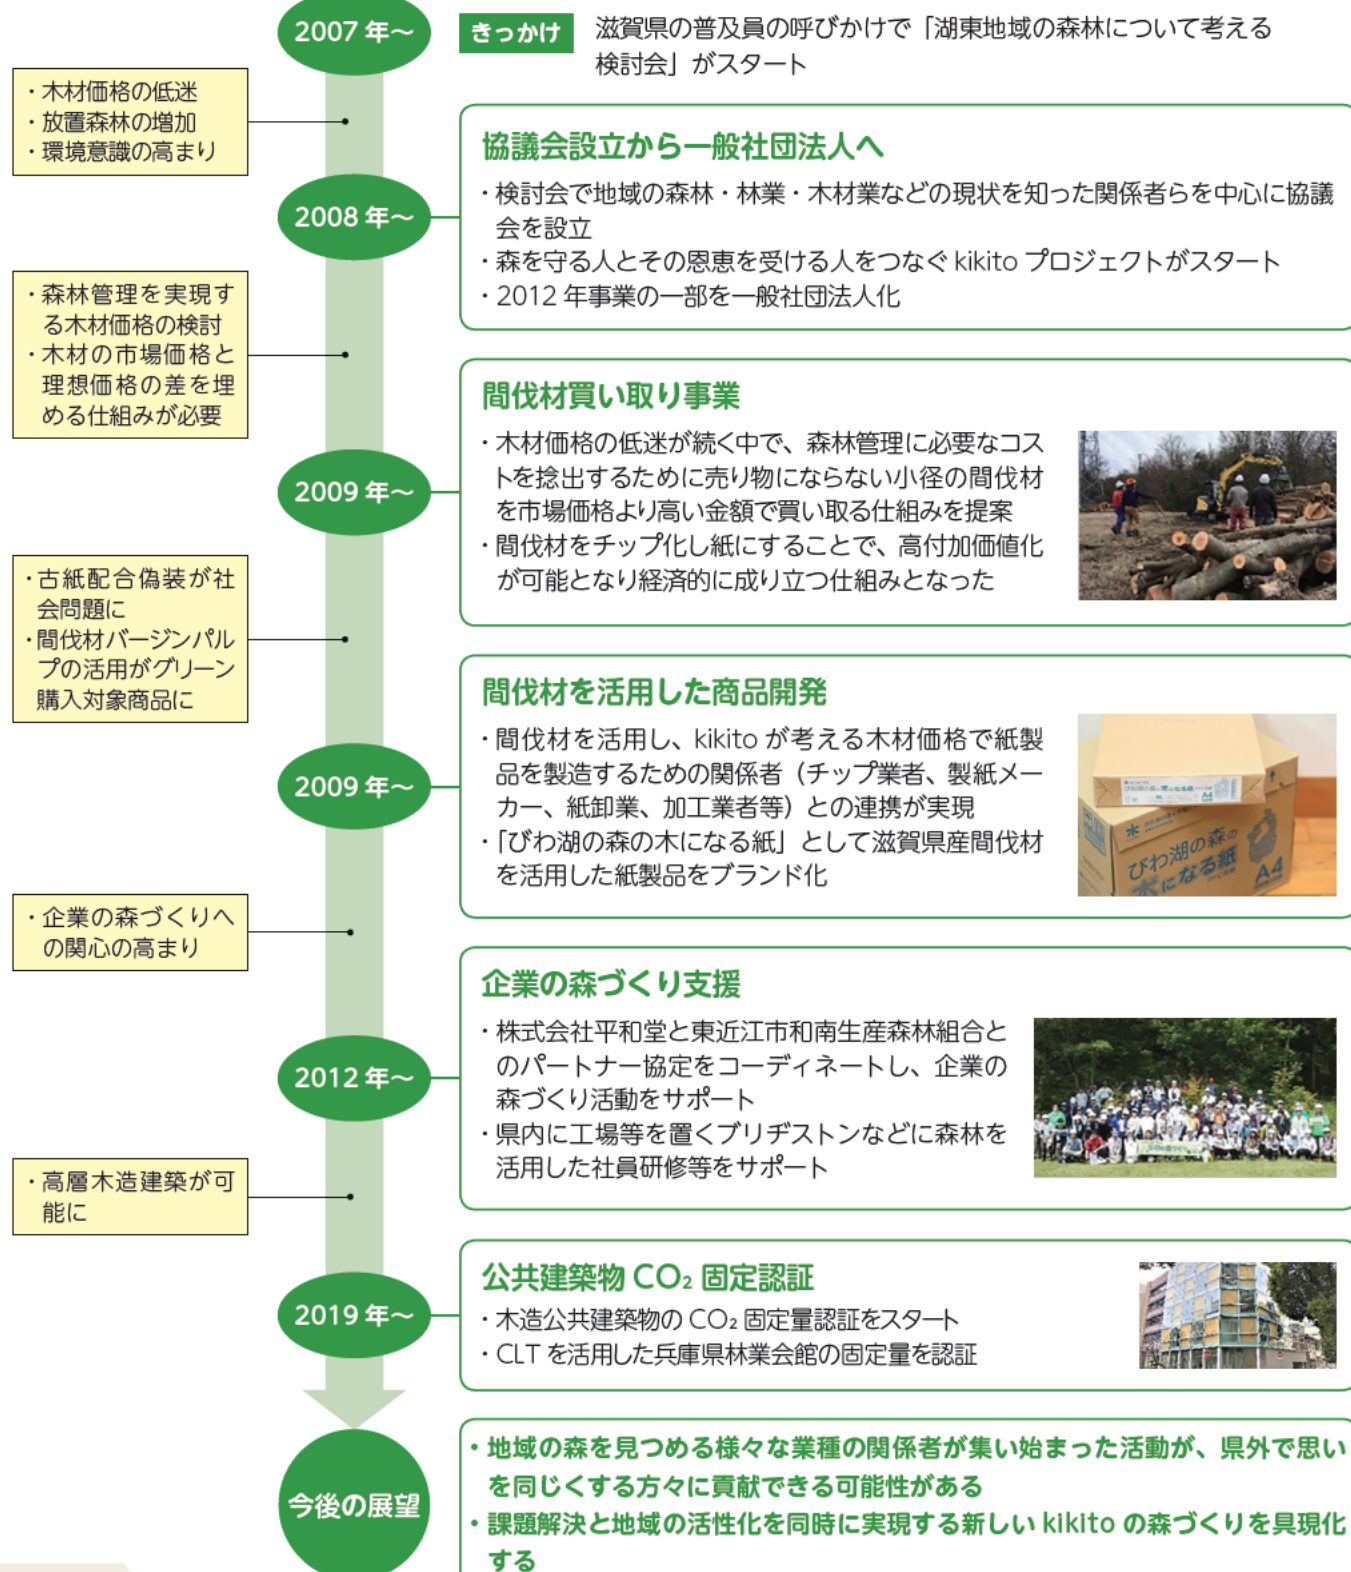 2007 年～
きっかけ
滋賀県の普及員の呼びかけで「湖東地域の森林について考える
検討会」がスタート
・木材価格の低迷
・放置森林の増加
・環境意識の高まり
2008 年～
協議会設立から一般社団法人へ
・検討会で地域の森林・林業・木材業などの現状を知った関係者らを中心に協議
会を設立
・森を守る人とその恩恵を受ける人をつなぐ kikito プロジェクトがスタート
・2012 年事業の一部を一般社団法人化
・森林管理を実現す
る木材価格の検討
・木材の市場価格と
理想価格の差を埋
める仕組みが必要
2009 年～
間伐材買い取り事業
・木材価格の低迷が続く中で、森林管理に必要なコス
トを捻出するために売り物にならない小径の間伐材
を市場価格より高い金額で買い取る仕組みを提案
・間伐材をチップ化し紙にすることで、高付加価値化
が可能となり経済的に成り立つ仕組みとなった
・古紙配合偽装が社
会問題に
・間伐材バージンパル
プの活用がグリーン
購入対象商品に
2009 年～
間伐材を活用した商品開発
・間伐材を活用し、kikito が考える木材価格で紙製
品を製造するための関係者（チップ業者、製紙メー
カー、紙卸業、加工業者等）との連携が実現
・「びわ湖の森の木になる紙」として滋賀県産間伐材
を活用した紙製品をブランド化
びわ湖の森の
木になる紙
A4
・企業の森づくりへ
の関心の高まり
2012 年～
企業の森づくり支援
・株式会社平和堂と東近江市和南生産森林組合と
のパートナー協定をコーディネートし、企業の
森づくり活動をサポート
・県内に工場等を置くブリヂストンなどに森林を
活用した社員研修等をサポート
・高層木造建築が可
能に
2019 年～
公共建築物 CO₂ 固定認証
・木造公共建築物の CO₂ 固定量認証をスタート
・CLT を活用した兵庫県林業会館の固定量を認証
今後の展望
・地域の森を見つめる様々な業種の関係者が集い始まった活動が、県外で思い
を同じくする方々に貢献できる可能性がある
・課題解決と地域の活性化を同時に実現する新しい kikito の森づくりを具現化
する